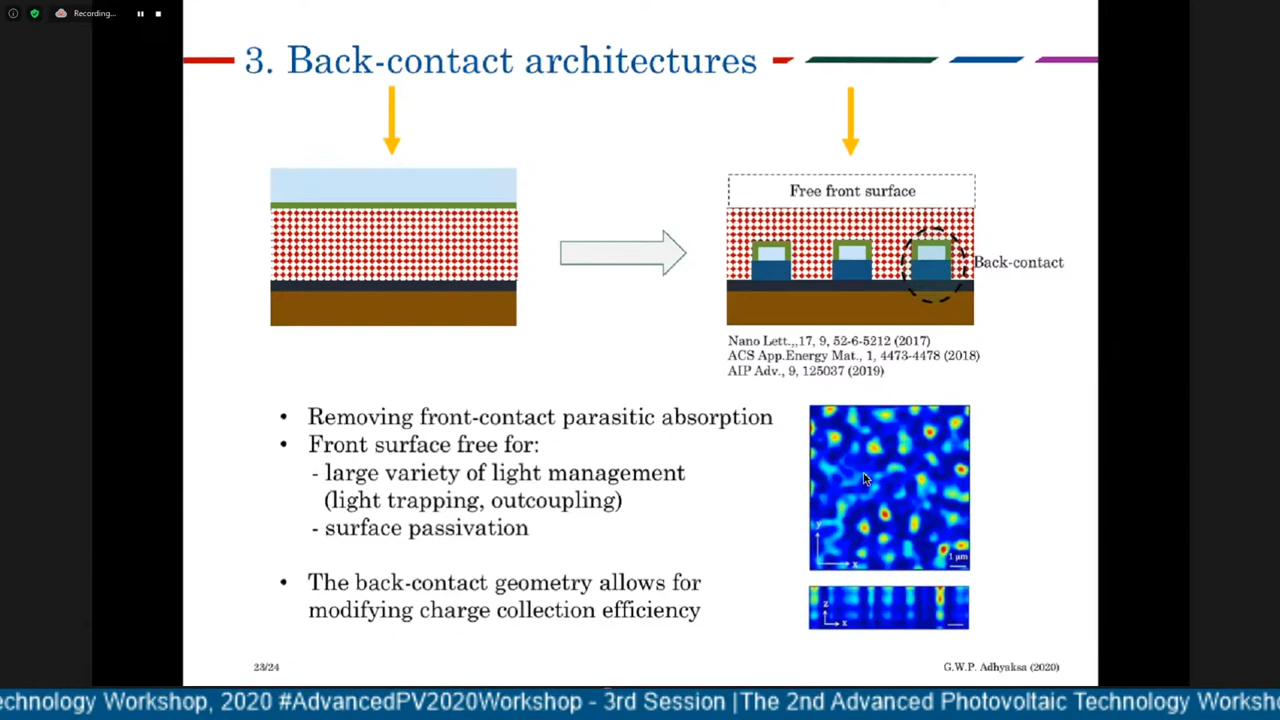 Recording...
3. Back-contact architectures
Free front surface
Back-contact
Nano Lett.,,17, 9, 52-6-5212 (2017)
ACS App.Energy Mat., 1, 4473-4478 (2018)
AIP Adv., 9, 125037 (2019)
• Removing front-contact parasitic absorption
• Front surface free for:
- large variety of light management
(light trapping, outcoupling)
- surface passivation
• The back-contact geometry allows for
modifying charge collection efficiency
y
x
1 μm
z
x
23/24
G.W.P. Adhyaksa (2020)
echnology Workshop, 2020 #AdvancedPV2020Workshop - 3rd Session |The 2nd Advanced Photovoltaic Technology Worksh